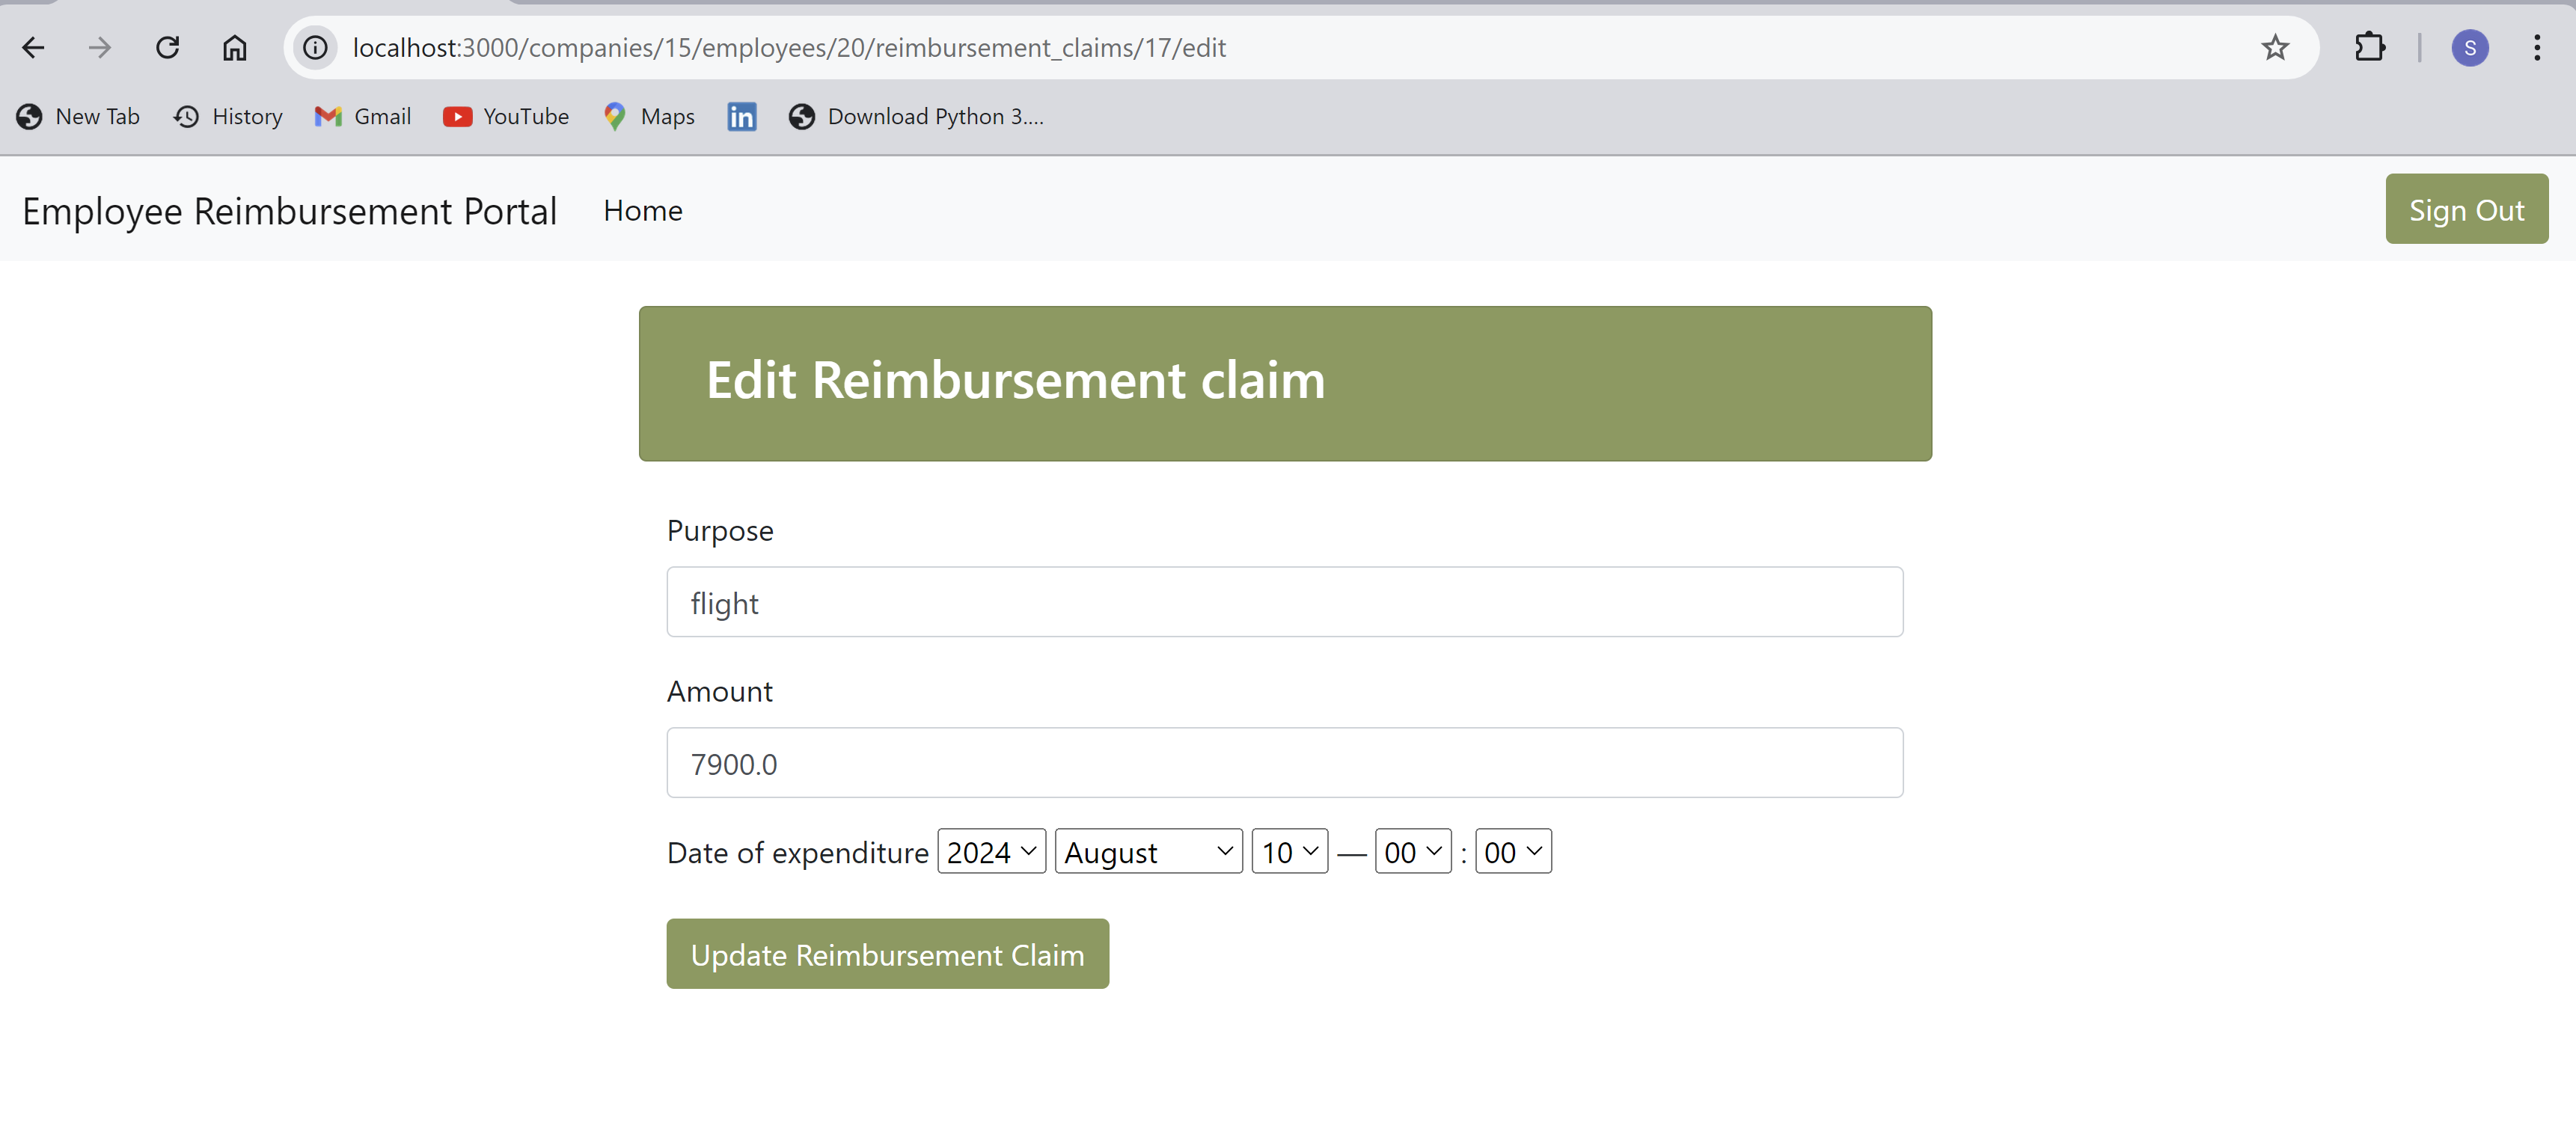 localhost:3000/companies/15/employees/20/reimbursement_claims/17/edit
S
New Tab History Gmail YouTube Maps in Download Python 3....
Employee Reimbursement Portal Home Sign Out
Edit Reimbursement claim
Purpose
flight
Amount
7900.0
Date of expenditure 2024 August 10 — 00 : 00
Update Reimbursement Claim